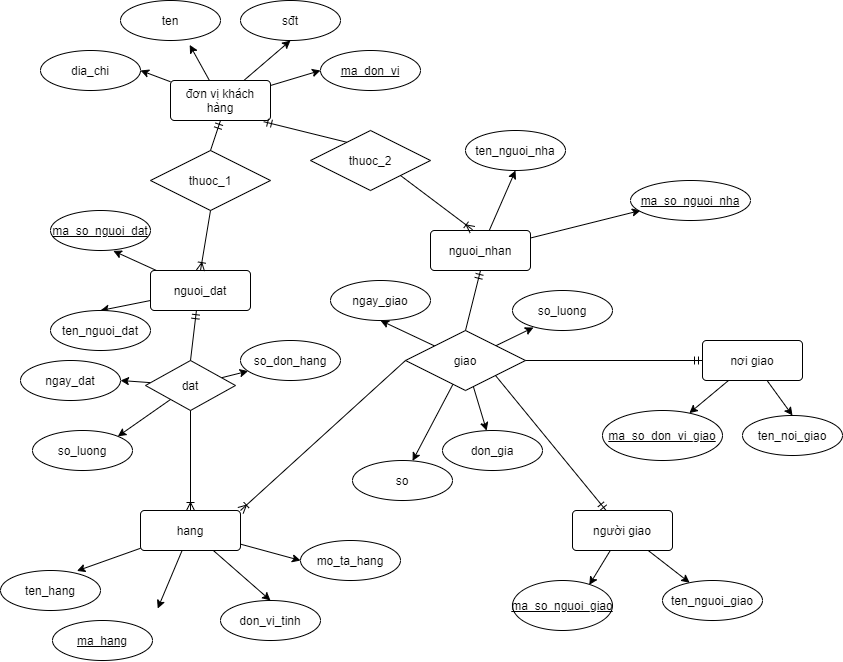 ten
sđt
dia_chi
ma_don_vi
đơn vị khách
hàng
thuoc_1
thuoc_2
ten_nguoi_nha
ma_so_nguoi_nha
ma_so_nguoi_dat
nguoi_nhan
nguoi_dat
ngay_giao
so_luong
ten_nguoi_dat
so_don_hang
giao
nơi giao
ngay_dat
dat
ma_so_don_vi_giao
ten_noi_giao
so_luong
don_gia
so
hang
người giao
mo_ta_hang
ten_hang
ma_so_nguoi_giao
ten_nguoi_giao
don_vi_tinh
ma_hang